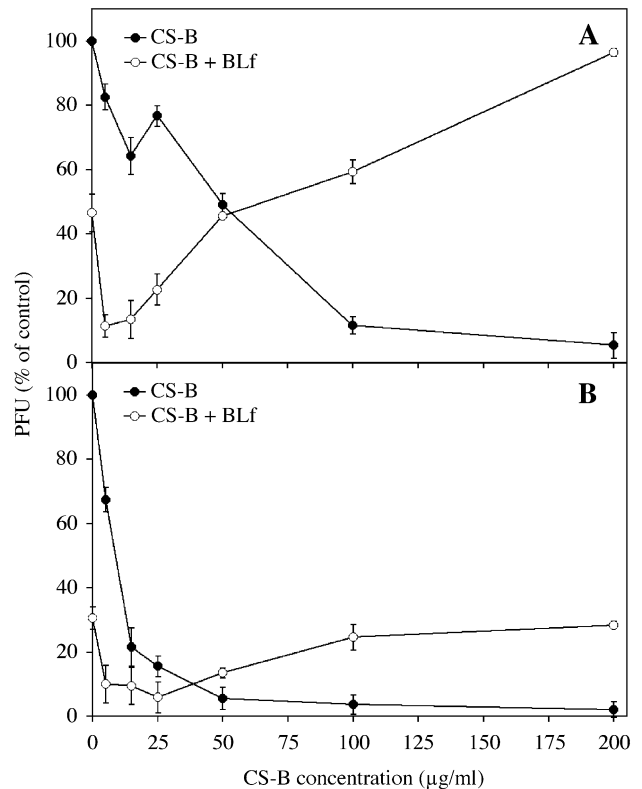 A
CS-B
CS-B + BLf
100
80
60
40
20
0
B
CS-B
CS-B + BLf
100
80
60
40
20
0
PFU (% of control)
0 25 50 75 100 125 150 175 200
CS-B concentration (µg/ml)